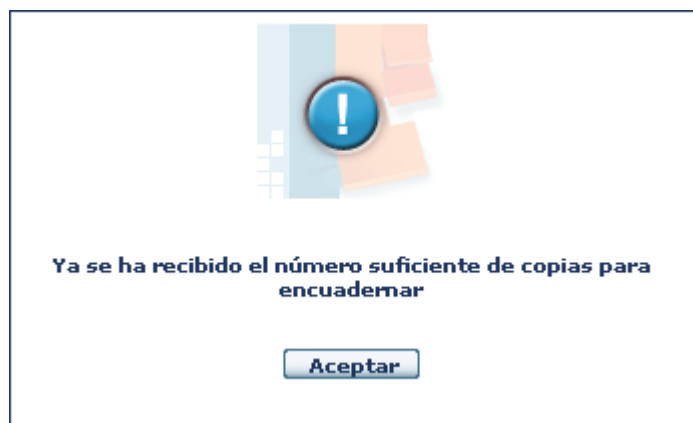 !
Ya se ha recibido el número suficiente de copias para
encuadernar
Aceptar